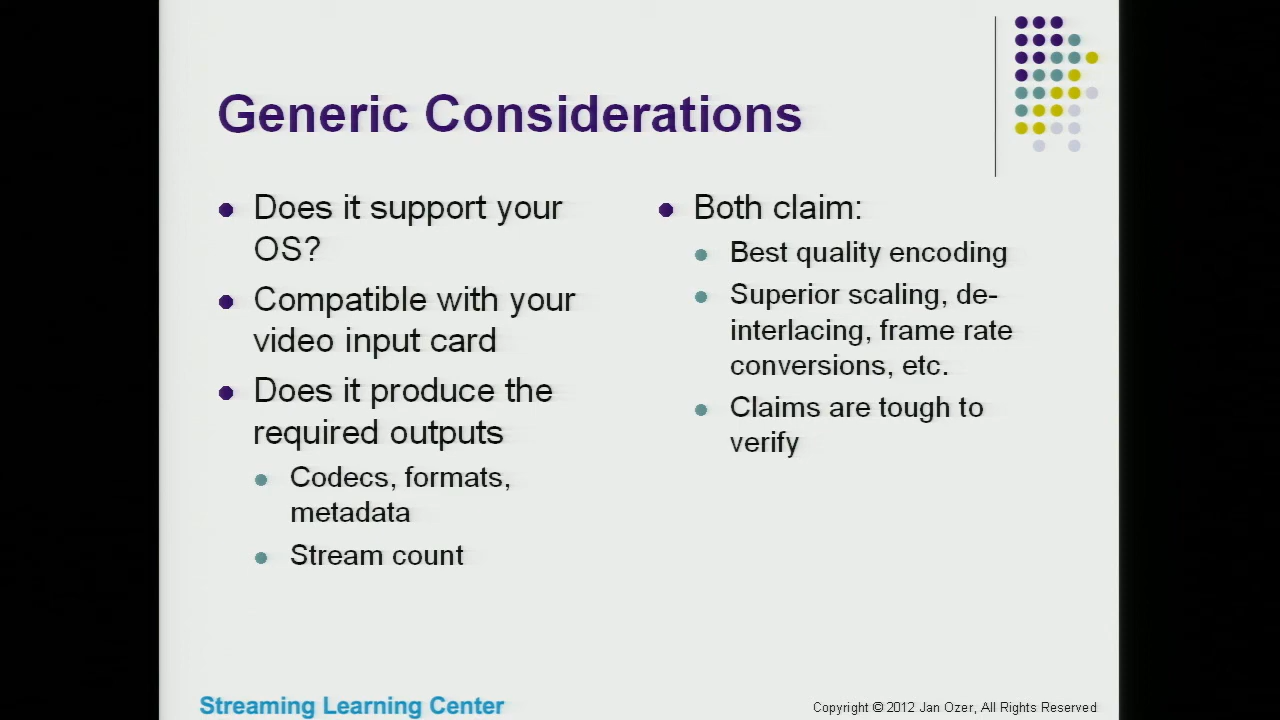 Generic Considerations
Does it support your
OS?
Compatible with your
video input card
Does it produce the
required outputs
Codecs, formats,
metadata
Stream count
Both claim:
Best quality encoding
Superior scaling, de-
interlacing, frame rate
conversions, etc.
Claims are tough to
verify
Streaming Learning Center
Copyright © 2012 Jan Ozer, All Rights Reserved